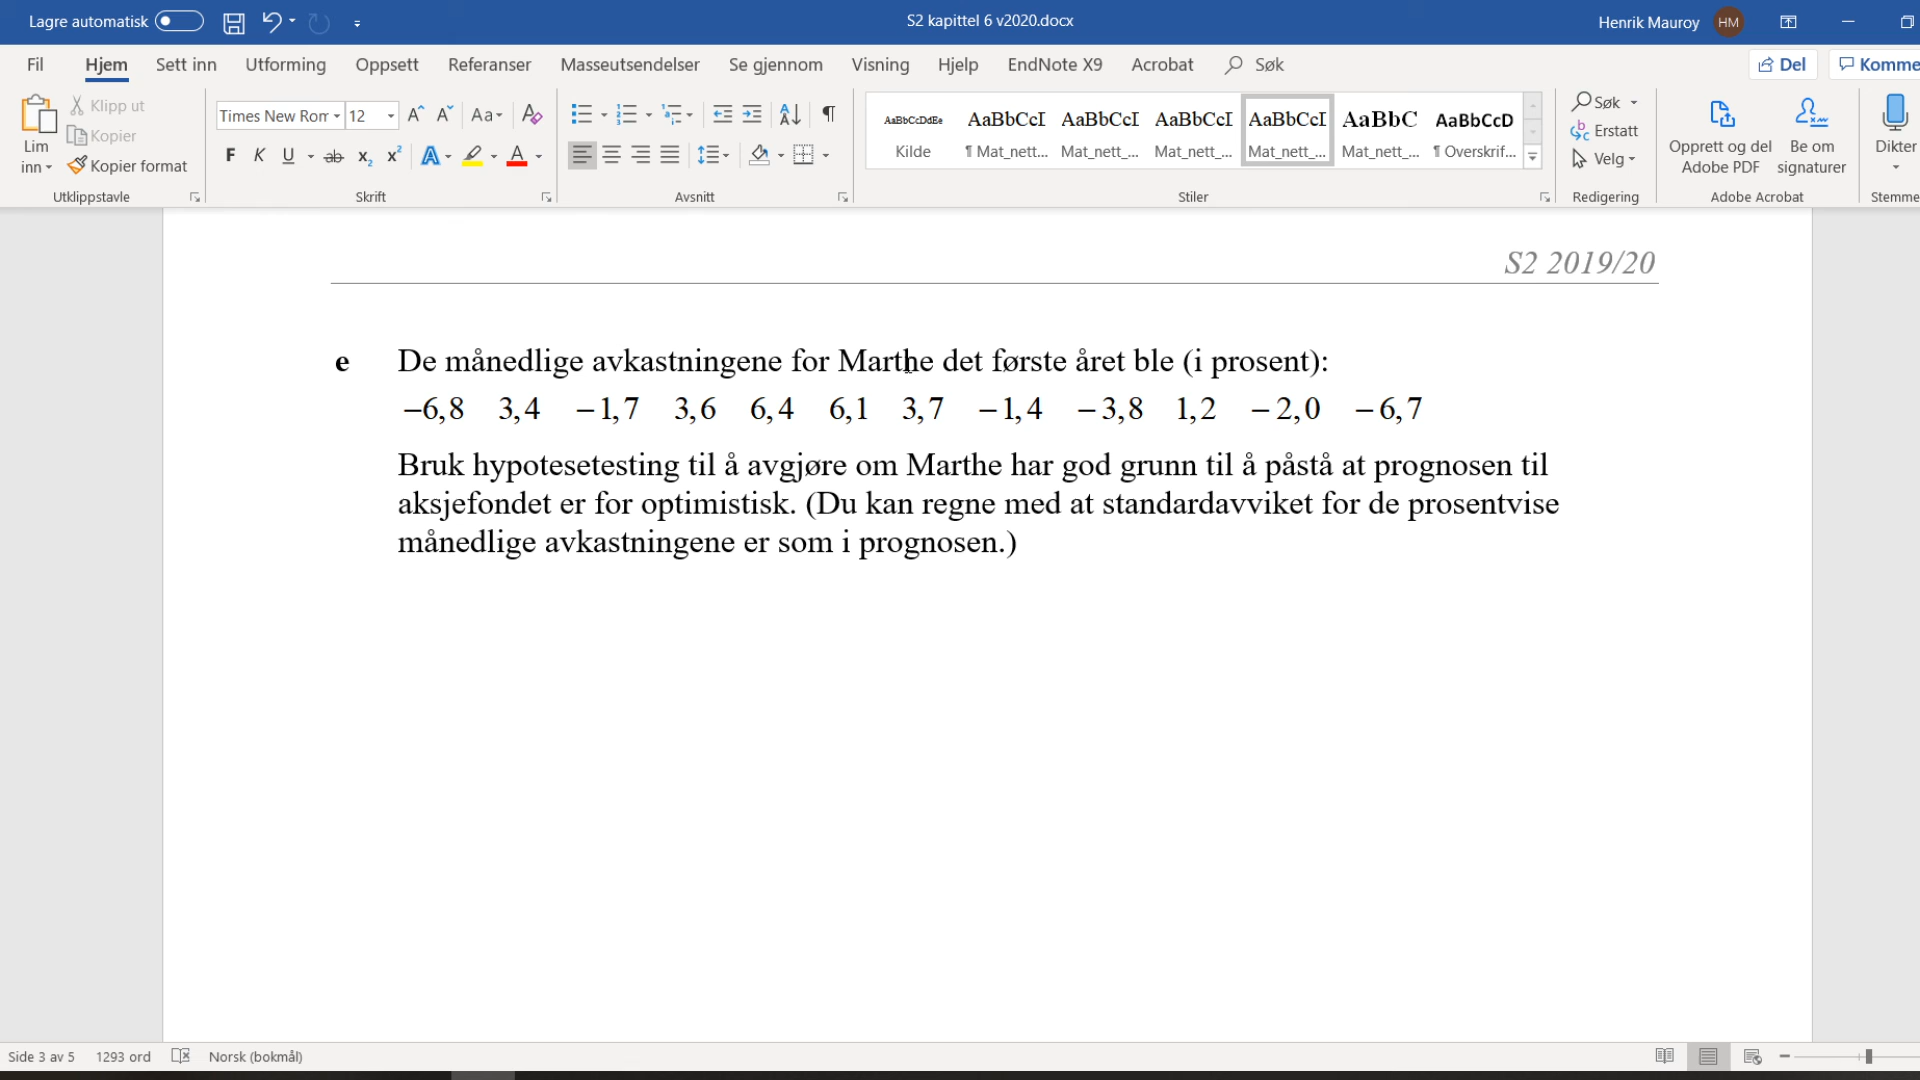 Lagre automatisk
S2 kapittel 6 v2020.docx
Henrik Mauroy HM
Fil Hjem Sett inn Utforming Oppsett Referanser Masseutsendelser Se gjennom Visning Hjelp EndNote X9 Acrobat Søk Del Komme
Lim inn
Klipp ut
Kopier
Kopier format
Utklippstavle
Times New Ror 12
Aa
F K U ab x₂ x² A A
Skrift
Avsnitt
AaBbCcDdEe AaBbCcI AaBbCcI AaBbCcI AaBbCcI AaBbC AaBbCcD
Kilde ¶ Mat_nett... Mat_nett_... Mat_nett_... Mat_nett_... Mat_nett_... ¶ Overskrif...
Stiler
Søk
Erstatt
Velg
Redigering
Opprett og del Adobe PDF
Be om signaturer
Adobe Acrobat
Dikter
Stemme
S2 2019/20
e De månedlige avkastningene for Marthe det første året ble (i prosent):
−6,8 3,4 −1,7 3,6 6,4 6,1 3,7 −1,4 −3,8 1,2 −2,0 −6,7
Bruk hypotesetesting til å avgjøre om Marthe har god grunn til å påstå at prognosen til
aksjefondet er for optimistisk. (Du kan regne med at standardavviket for de prosentvise
månedlige avkastningene er som i prognosen.)
Side 3 av 5 1293 ord Norsk (bokmål)